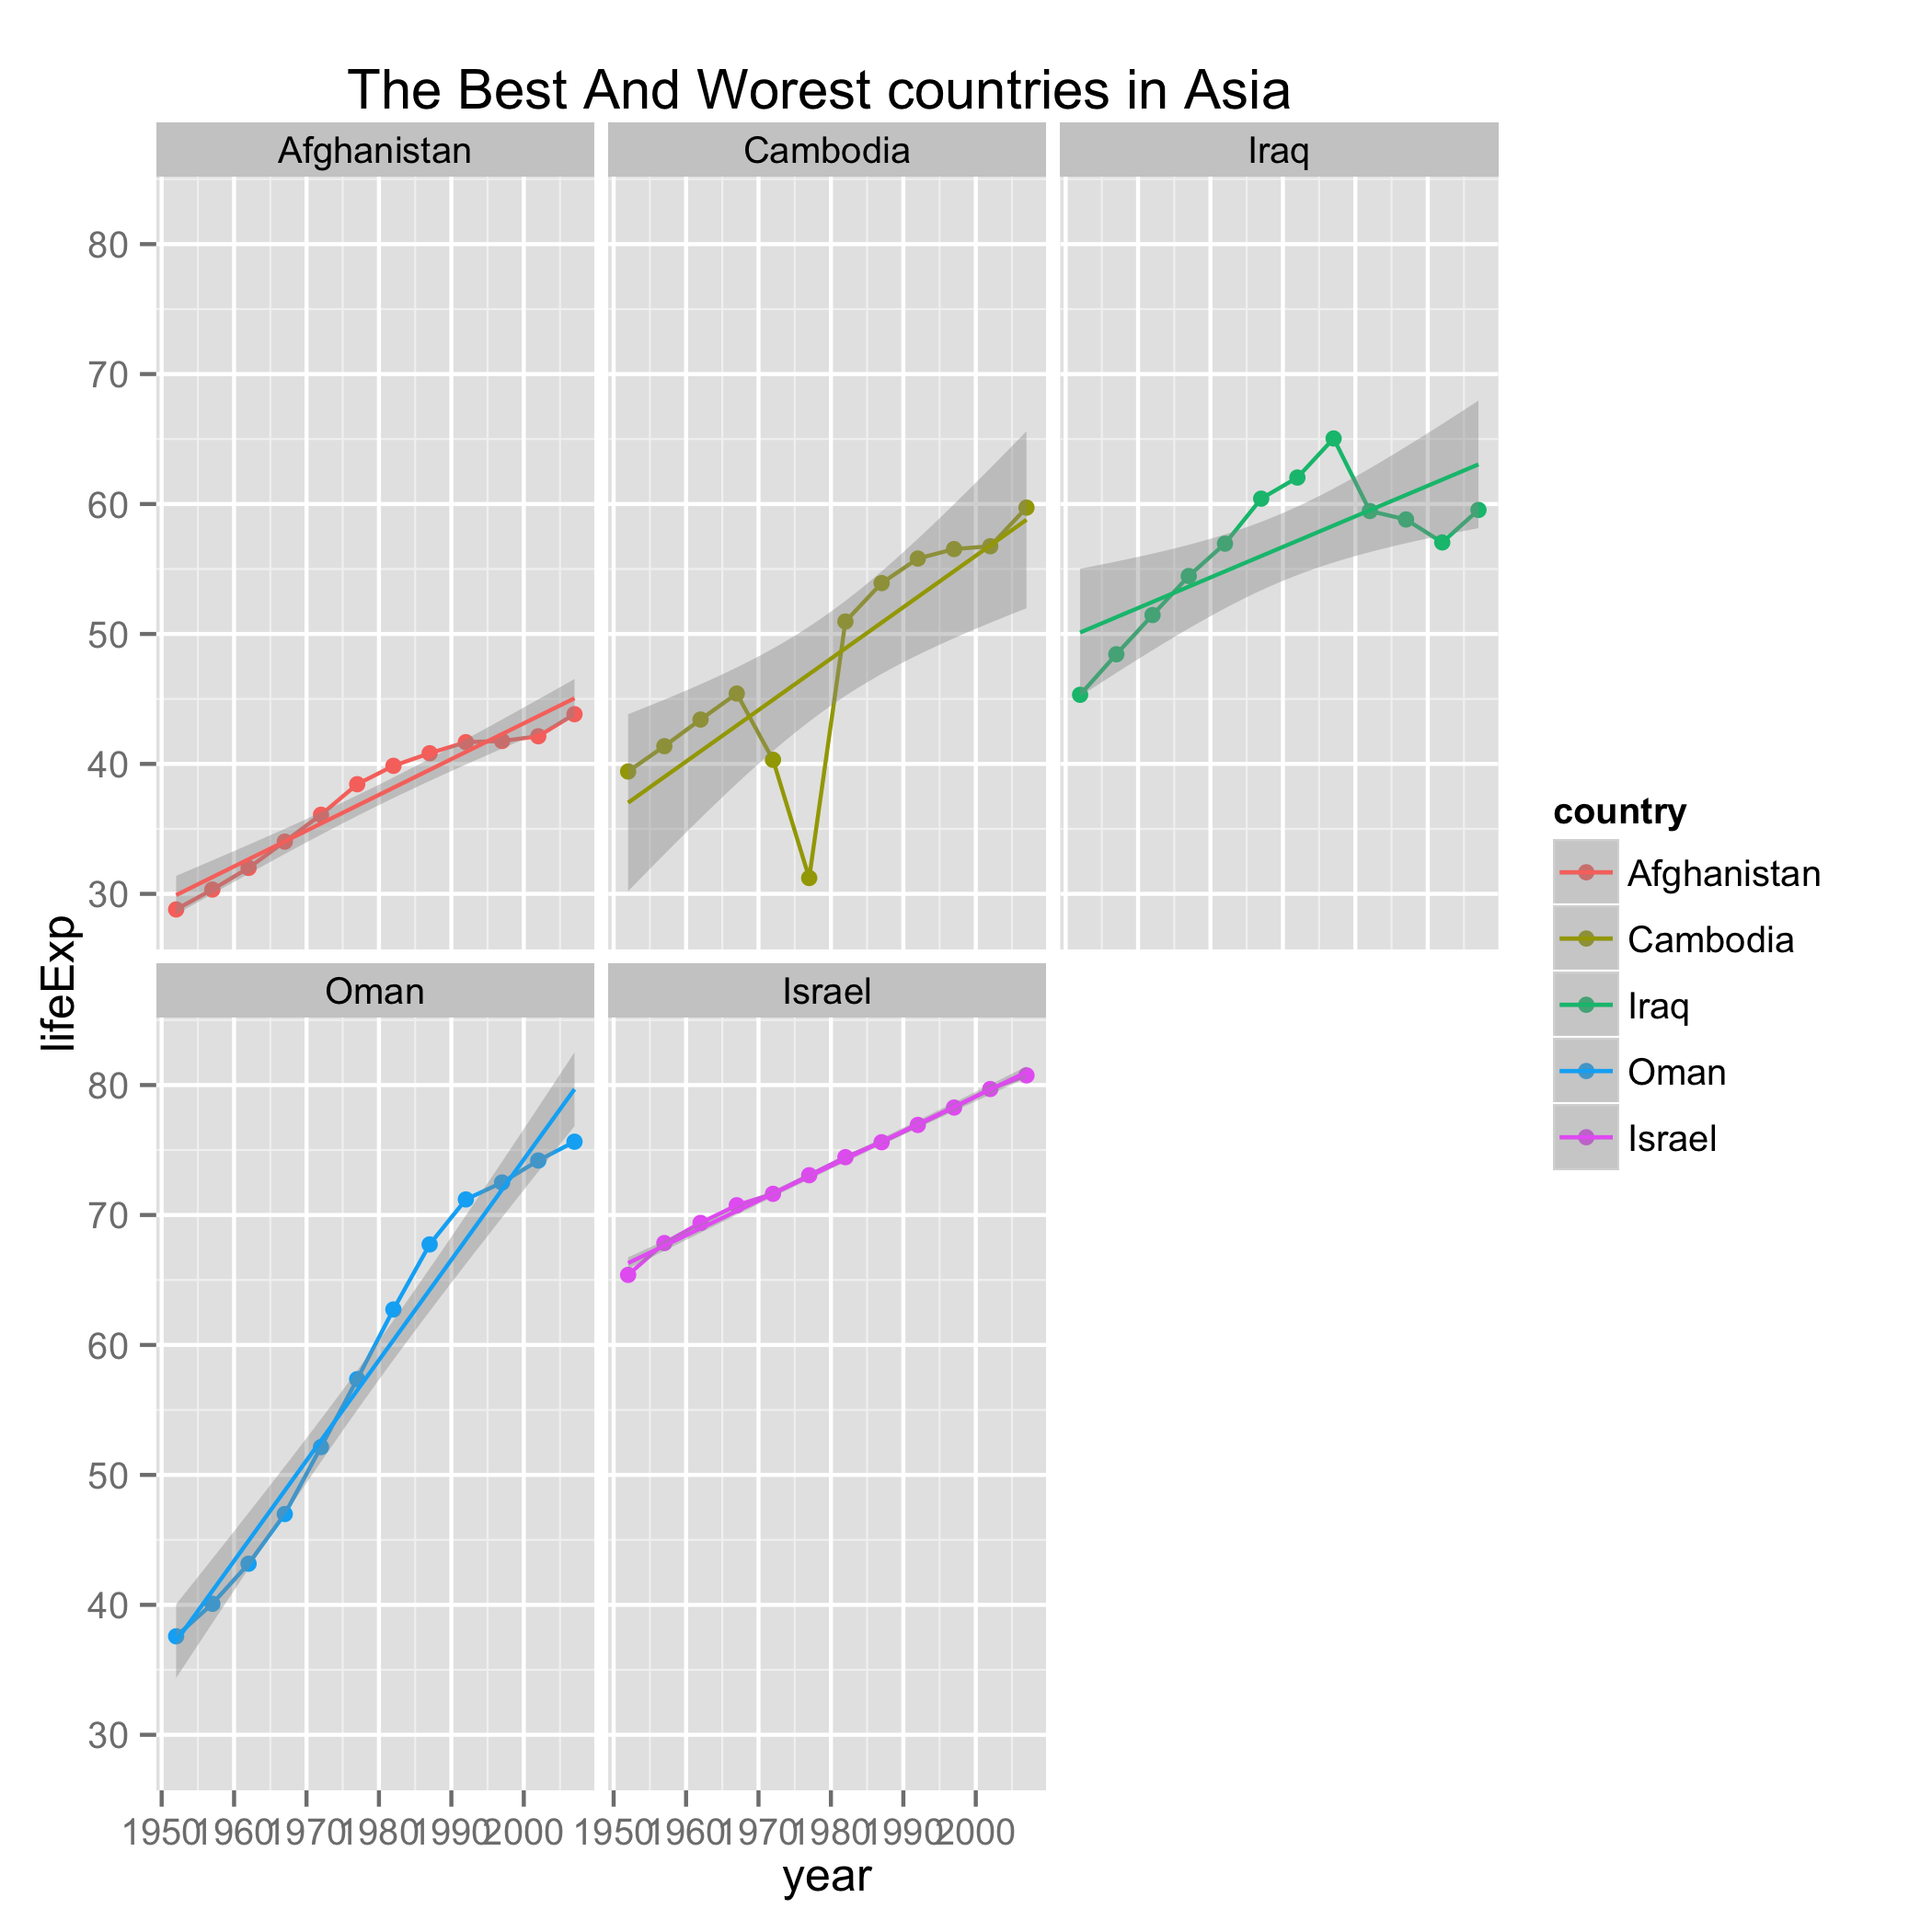 The Best And Worest countries in Asia
Afghanistan Cambodia Iraq
80
70
60
50
40
30
lifeExp
Oman Israel
80
70
60
50
40
30
1950 1960 1970 1980 1990 2000 1950 1960 1970 1980 1990 2000
year
country
Afghanistan
Cambodia
Iraq
Oman
Israel